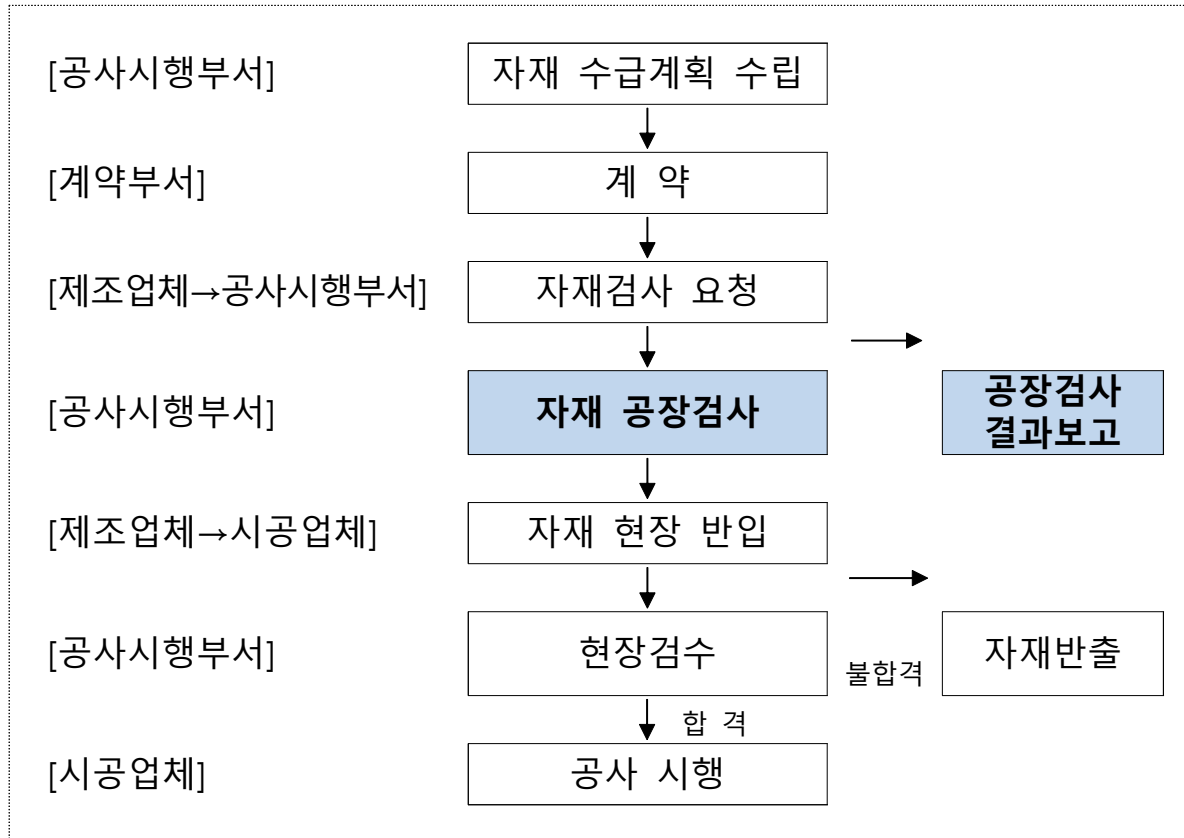 [공사시행부서]
자재 수급계획 수립
[계약부서]
계 약
[제조업체→공사시행부서]
자재검사 요청
[공사시행부서]
자재 공장검사
공장검사
결과보고
[제조업체→시공업체]
자재 현장 반입
[공사시행부서]
현장검수
불합격
자재반출
합 격
[시공업체]
공사 시행